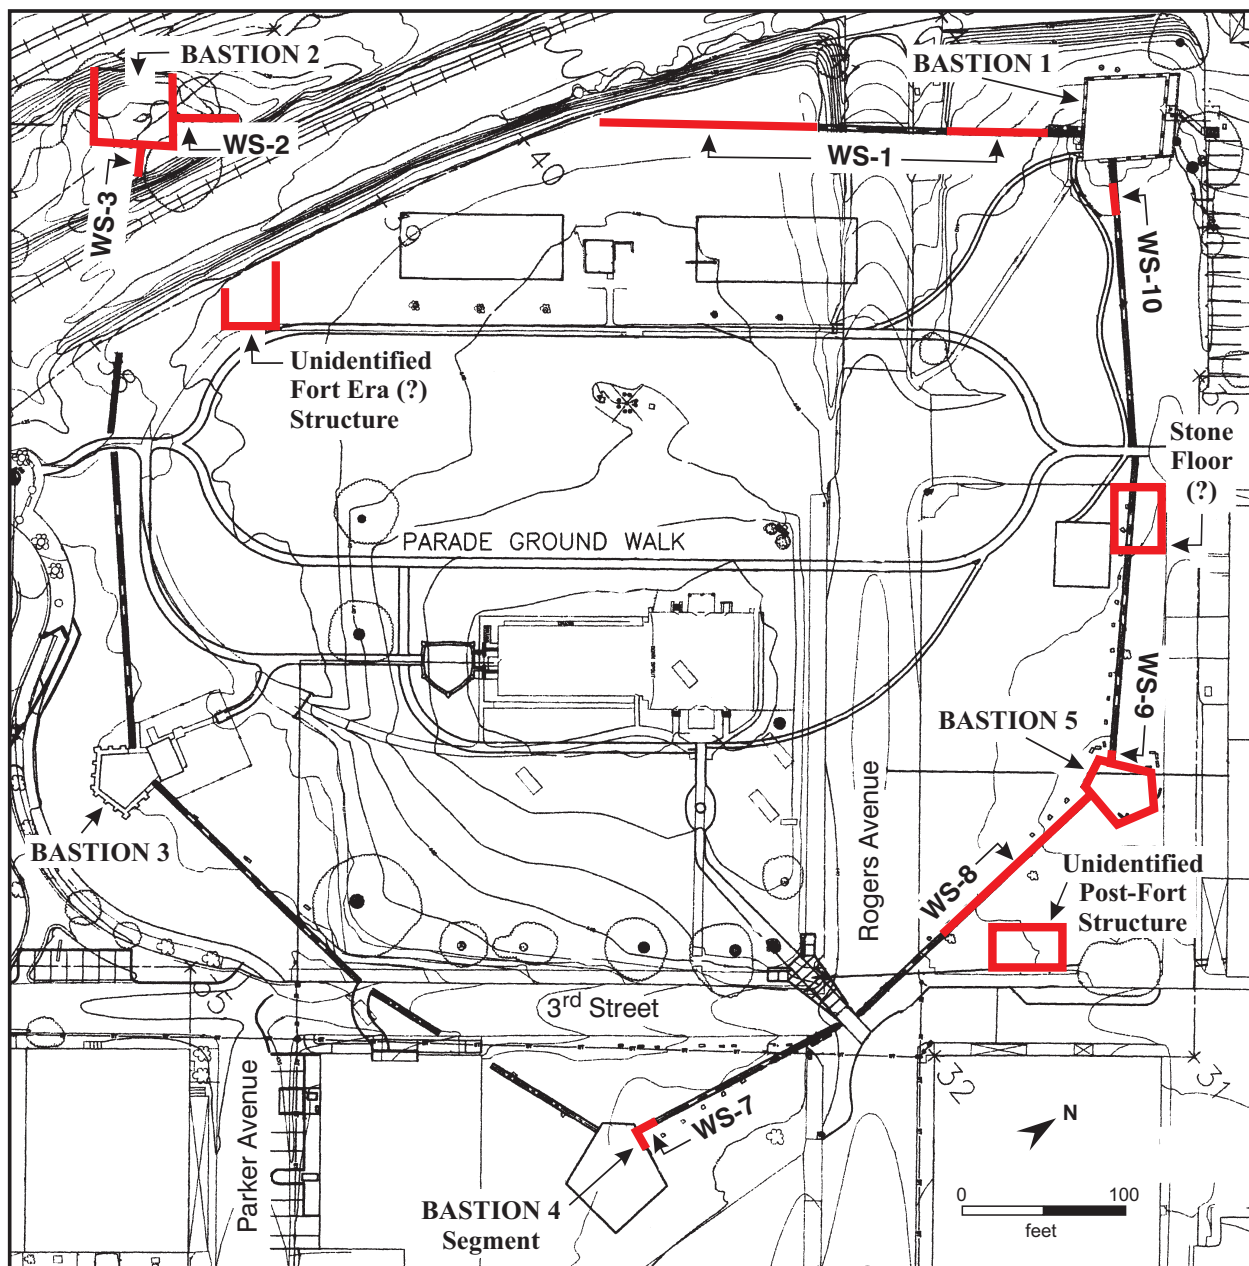 BASTION 2
BASTION 1
WS-2
WS-1
WS-3
40
WS-10
Unidentified
Fort Era (?)
Structure
Stone
Floor
(?)
PARADE GROUND WALK
WS-9
BASTION 5
Rogers Avenue
BASTION 3
WS-8
Unidentified
Post-Fort
Structure
3rd Street
Parker Avenue
WS-7
32
31
N
BASTION 4
Segment
0
100
feet